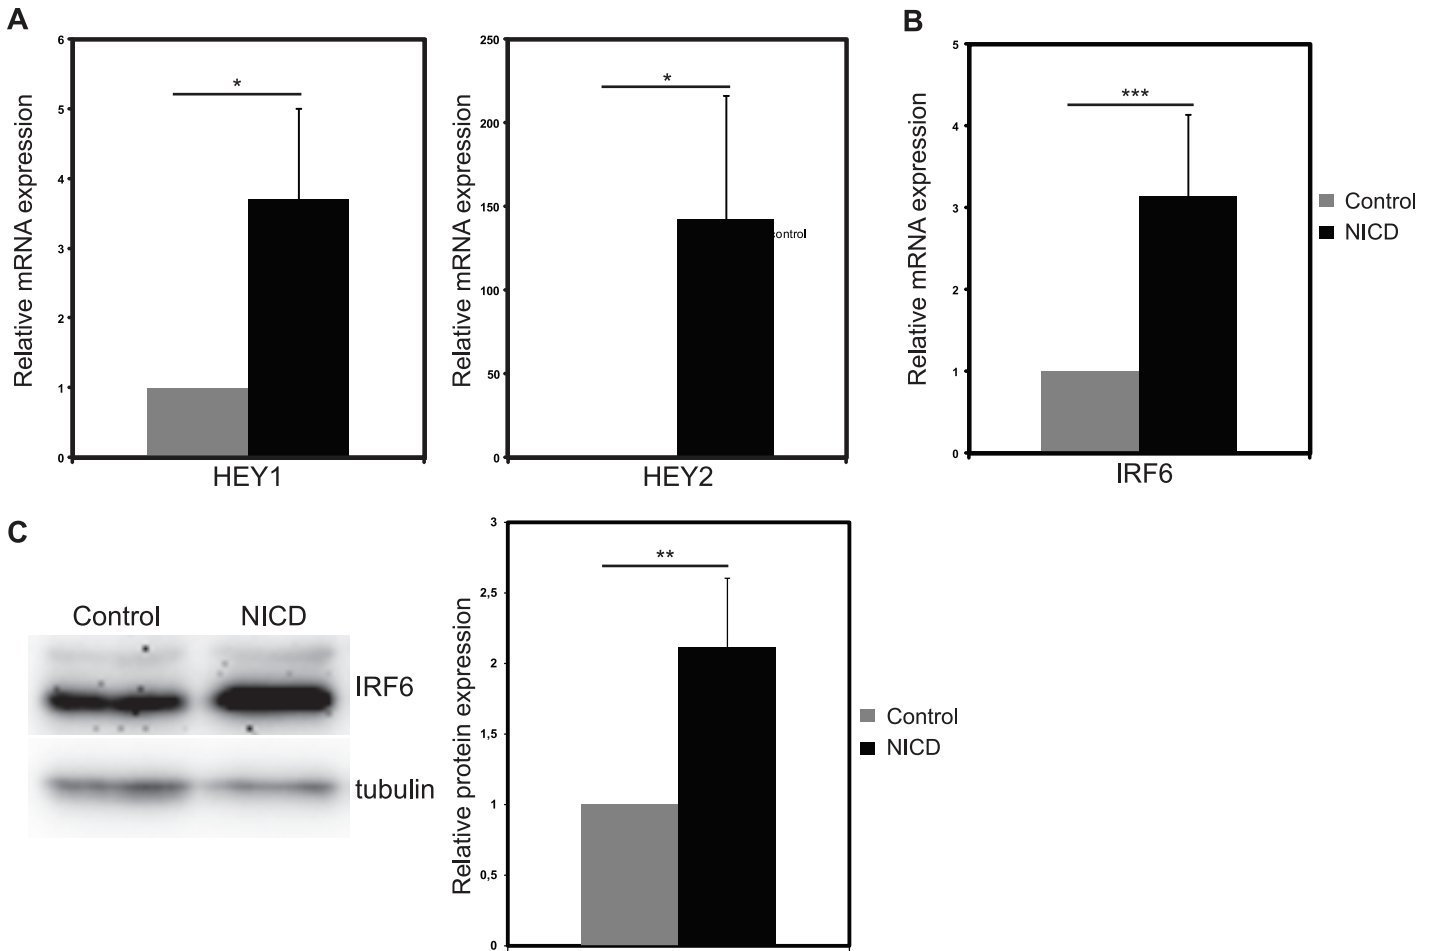 A
6
5
4
3
2
1
0
Relative mRNA expression
*
HEY1
250
200
150
100
50
0
Relative mRNA expression
*
control
HEY2
B
5
4
3
2
1
0
Relative mRNA expression
***
IRF6
Control
NICD
C
Control NICD
IRF6
tubulin
3
2,5
2
1,5
1
0,5
0
Relative protein expression
**
Control
NICD